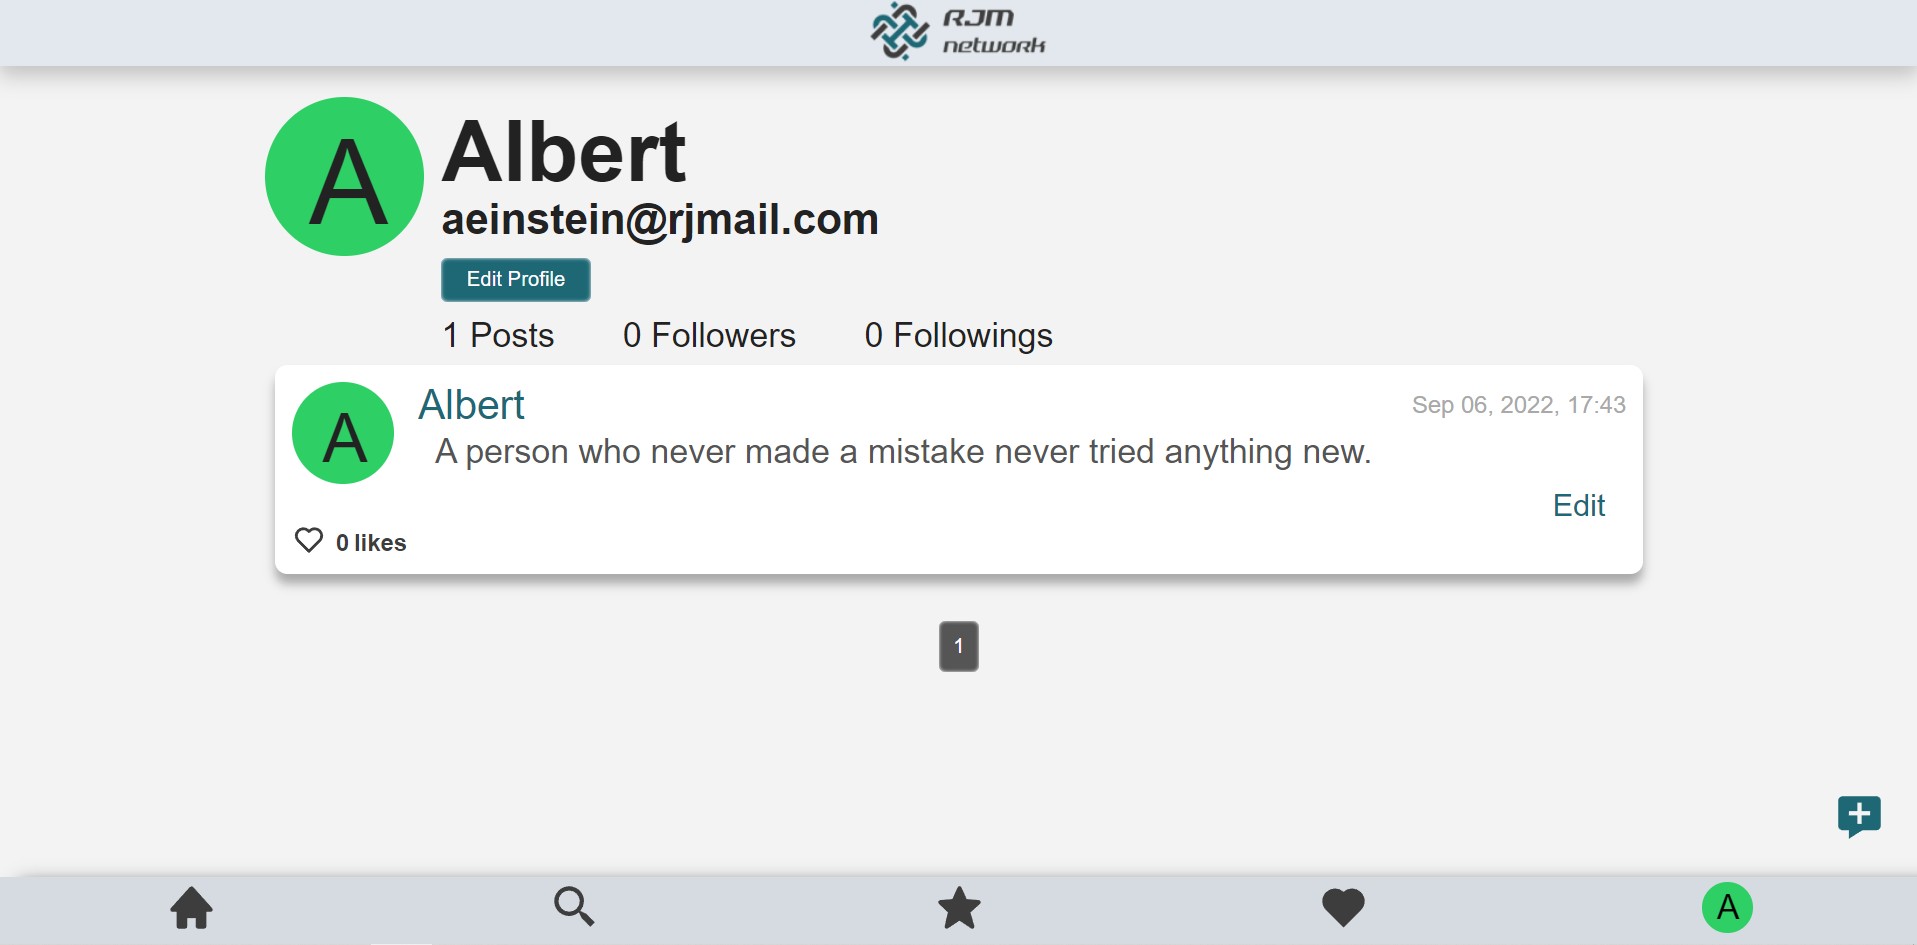 RJM
network
A
Albert
aeinstein@rjmail.com
Edit Profile
1 Posts 0 Followers 0 Followings
A
Albert
Sep 06, 2022, 17:43
A person who never made a mistake never tried anything new.
Edit
0 likes
1
A